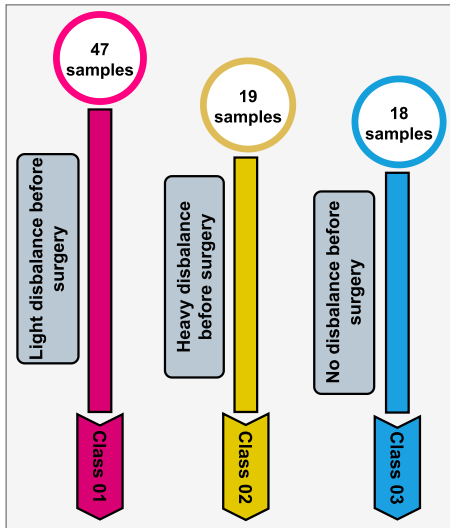 47
samples
Light disbalance before
surgery
Class 01
19
samples
Heavy disbalance
before surgery
Class 02
18
samples
No disbalance before
surgery
Class 03